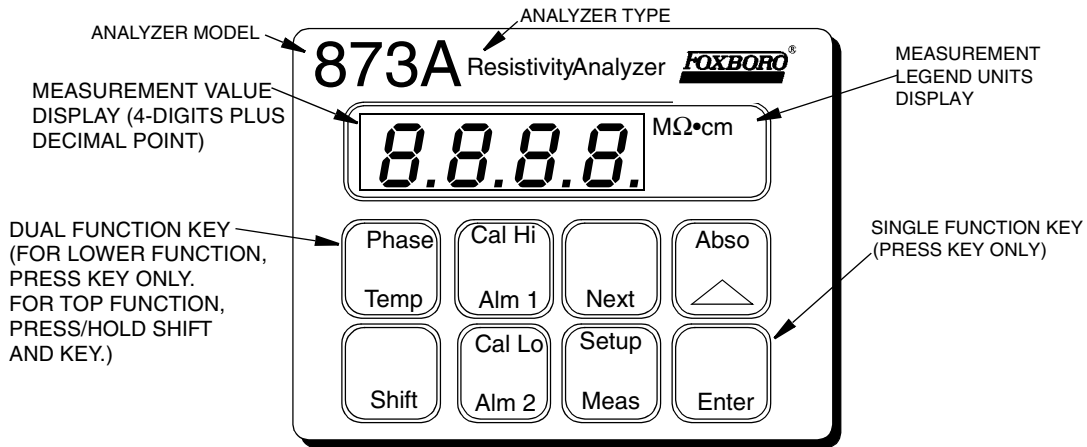 ANALYZER MODEL
ANALYZER TYPE
873A ResistivityAnalyzer FOXBORO®
MEASUREMENT
LEGEND UNITS
DISPLAY
MEASUREMENT VALUE
DISPLAY (4-DIGITS PLUS
DECIMAL POINT)
8.8.8.8.
MΩ•cm
DUAL FUNCTION KEY
(FOR LOWER FUNCTION,
PRESS KEY ONLY.
FOR TOP FUNCTION,
PRESS/HOLD SHIFT
AND KEY.)
Phase
Temp
Cal Hi
Alm 1
Next
Abso
SINGLE FUNCTION KEY
(PRESS KEY ONLY)
Shift
Cal Lo
Alm 2
Setup
Meas
Enter